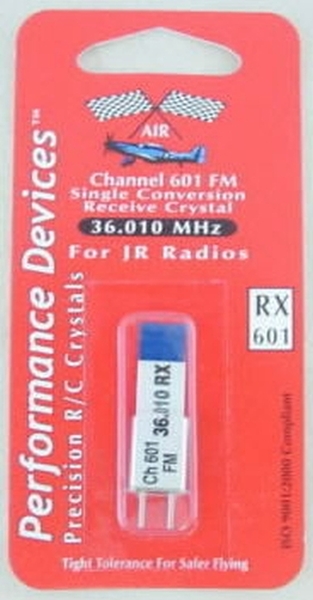 AIR
Channel 601 FM
Single Conversion
Receive Crystal
36.010 MHz
For JR Radios
RX
601
Performance Devices™
Precision R/C Crystals
Ch 601 36.010 RX
FM
ISO 9001:2000 Compliant
Tight Tolerance For Safer Flying